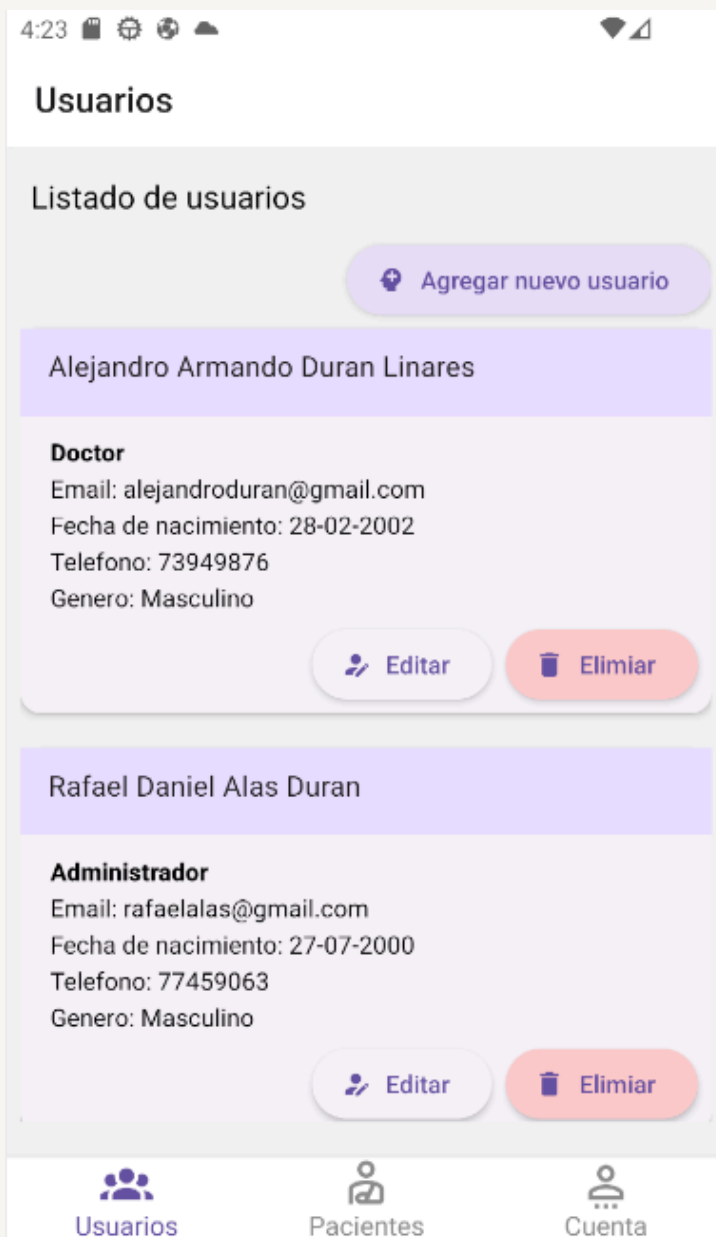 4:23
Usuarios
Listado de usuarios
Agregar nuevo usuario
Alejandro Armando Duran Linares
Doctor
Email: alejandroduran@gmail.com
Fecha de nacimiento: 28-02-2002
Telefono: 73949876
Genero: Masculino
Editar
Elimiar
Rafael Daniel Alas Duran
Administrador
Email: rafaelalas@gmail.com
Fecha de nacimiento: 27-07-2000
Telefono: 77459063
Genero: Masculino
Editar
Elimiar
Usuarios
Pacientes
Cuenta